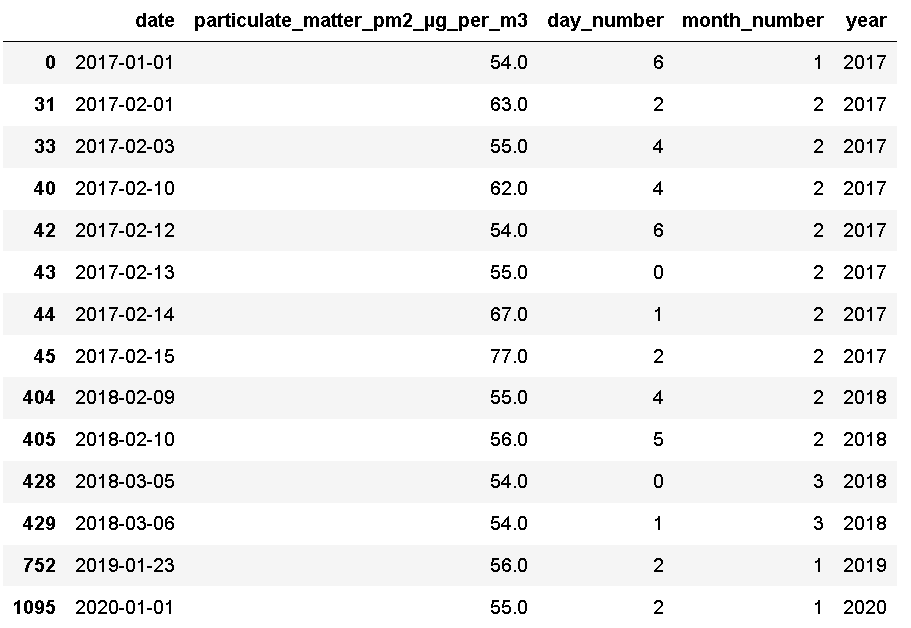 date particulate_matter_pm2_µg_per_m3 day_number month_number year
0 2017-01-01 54.0 6 1 2017
31 2017-02-01 63.0 2 2 2017
33 2017-02-03 55.0 4 2 2017
40 2017-02-10 62.0 4 2 2017
42 2017-02-12 54.0 6 2 2017
43 2017-02-13 55.0 0 2 2017
44 2017-02-14 67.0 1 2 2017
45 2017-02-15 77.0 2 2 2017
404 2018-02-09 55.0 4 2 2018
405 2018-02-10 56.0 5 2 2018
428 2018-03-05 54.0 0 3 2018
429 2018-03-06 54.0 1 3 2018
752 2019-01-23 56.0 2 1 2019
1095 2020-01-01 55.0 2 1 2020